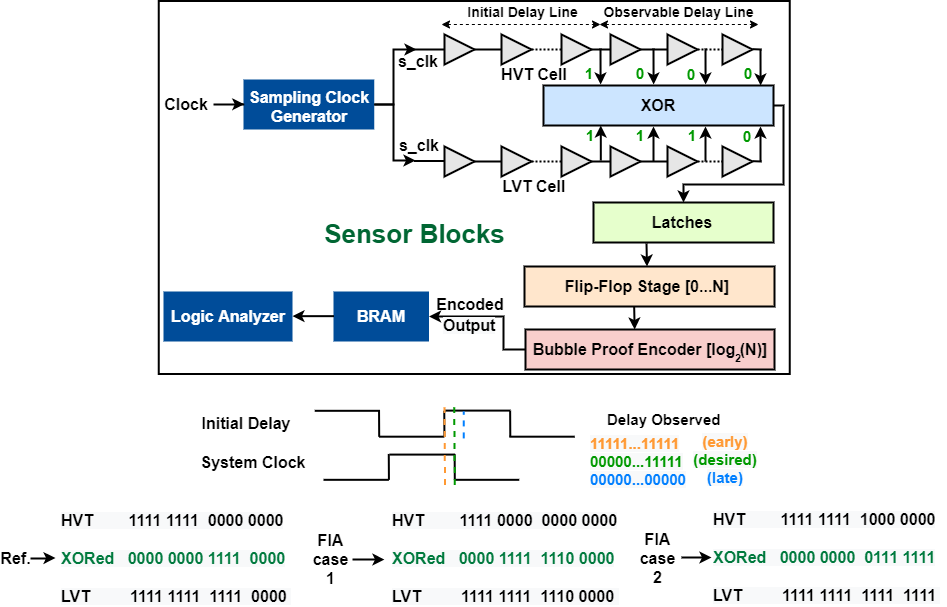 Initial Delay Line Observable Delay Line
s_clk
HVT Cell 1 0 0 0
Clock
Sampling Clock
Generator
XOR
s_clk
1 1 1 0
LVT Cell
Latches
Sensor Blocks
Flip-Flop Stage [0...N]
Logic Analyzer
BRAM
Encoded
Output
Bubble Proof Encoder [log2(N)]
Initial Delay
Delay Observed
11111...11111 (early)
System Clock
00000...11111 (desired)
00000...00000 (late)
HVT 1111 1111 0000 0000
Ref. XORed 0000 0000 1111 0000
LVT 1111 1111 1111 0000
FIA
case
1
HVT 1111 0000 0000 0000
XORed 0000 1111 1110 0000
LVT 1111 1111 1110 0000
FIA
case
2
HVT 1111 1111 1000 0000
XORed 0000 0000 0111 1111
LVT 1111 1111 1111 1111